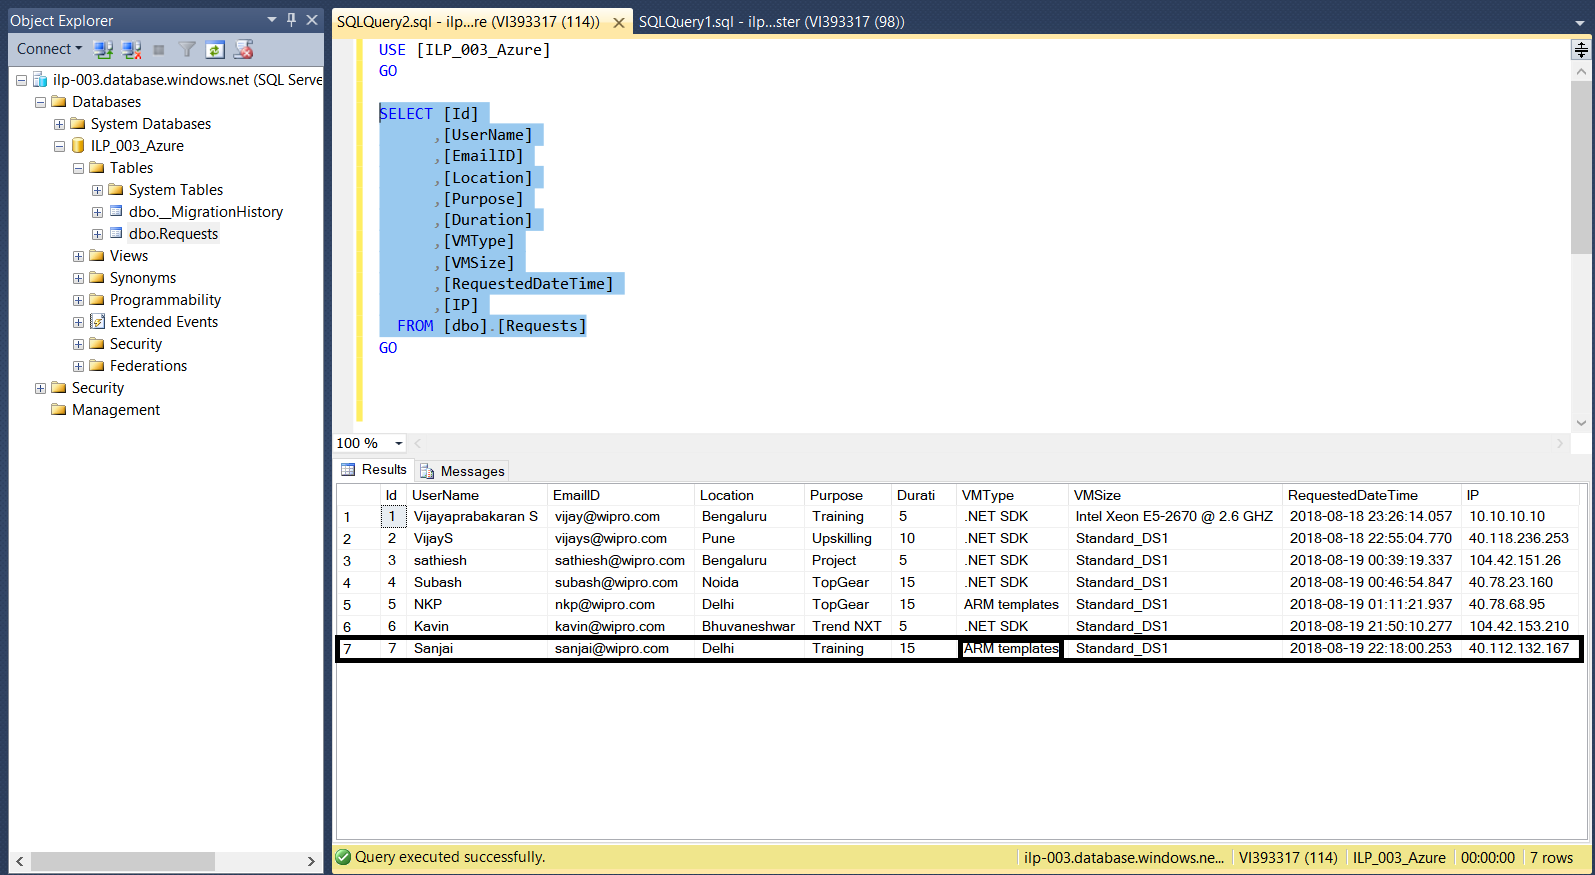 Object Explorer
Connect
ilp-003.database.windows.net (SQL Serve
Databases
System Databases
ILP_003_Azure
Tables
System Tables
dbo.__MigrationHistory
dbo.Requests
Views
Synonyms
Programmability
Extended Events
Security
Federations
Security
Management
SQLQuery2.sql - ilp...re (VI393317 (114))
SQLQuery1.sql - ilp...ster (VI393317 (98))
USE [ILP_003_Azure]
GO
SELECT [Id]
,[UserName]
,[EmailID]
,[Location]
,[Purpose]
,[Duration]
,[VMType]
,[VMSize]
,[RequestedDateTime]
,[IP]
FROM [dbo].[Requests]
GO
100 %
Results Messages
Id UserName EmailID Location Purpose Durati VMType VMSize RequestedDateTime IP
1 1 Vijayaprabakaran S vijay@wipro.com Bengaluru Training 5 .NET SDK Intel Xeon E5-2670 @ 2.6 GHZ 2018-08-18 23:26:14.057 10.10.10.10
2 2 VijayS vijays@wipro.com Pune Upskilling 10 .NET SDK Standard_DS1 2018-08-18 22:55:04.770 40.118.236.253
3 3 sathiesh sathiesh@wipro.com Bengaluru Project 5 .NET SDK Standard_DS1 2018-08-19 00:39:19.337 104.42.151.26
4 4 Subash subash@wipro.com Noida TopGear 15 .NET SDK Standard_DS1 2018-08-19 00:46:54.847 40.78.23.160
5 5 NKP nkp@wipro.com Delhi TopGear 15 ARM templates Standard_DS1 2018-08-19 01:11:21.937 40.78.68.95
6 6 Kavin kavin@wipro.com Bhuvaneshwar Trend NXT 5 .NET SDK Standard_DS1 2018-08-19 21:50:10.277 104.42.153.210
7 7 Sanjai sanjai@wipro.com Delhi Training 15 ARM templates Standard_DS1 2018-08-19 22:18:00.253 40.112.132.167
Query executed successfully.
ilp-003.database.windows.ne... VI393317 (114) ILP_003_Azure 00:00:00 7 rows